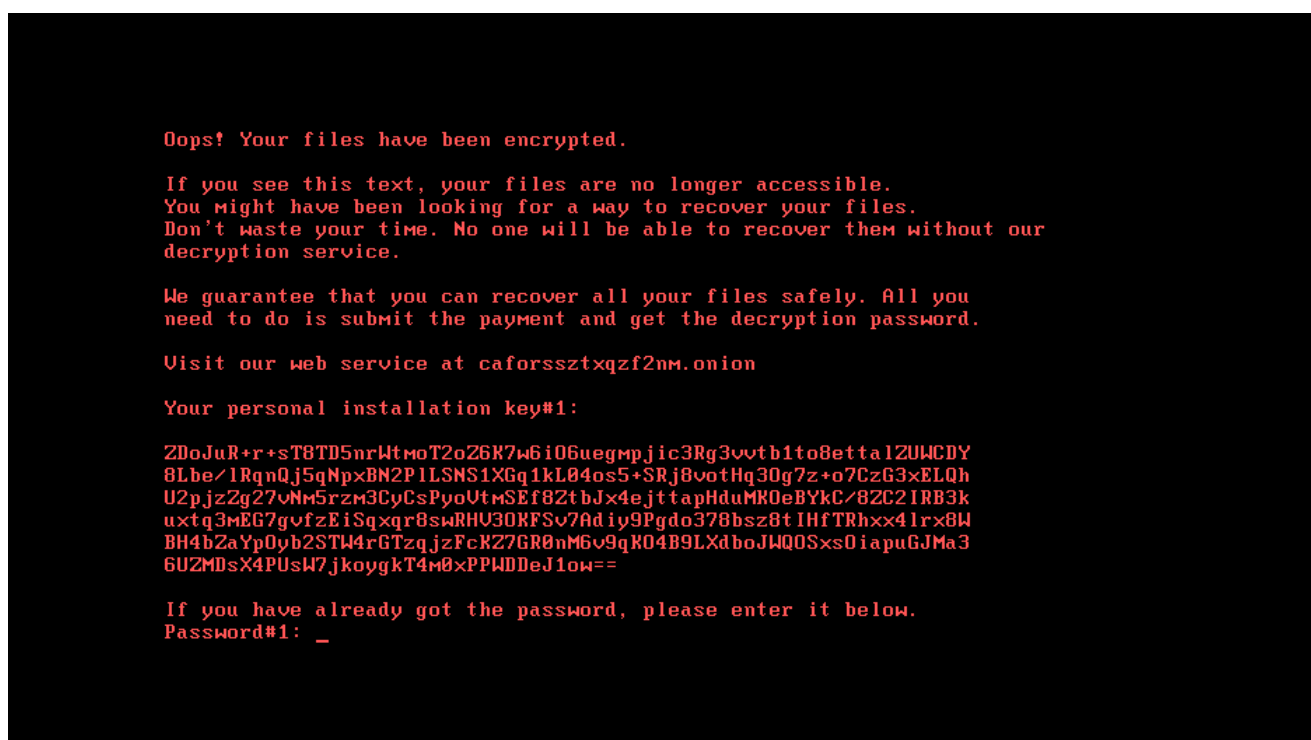 Oops! Your files have been encrypted.
If you see this text, your files are no longer accessible.
You might have been looking for a way to recover your files.
Don't waste your time. No one will be able to recover them without our
decryption service.
We guarantee that you can recover all your files safely. All you
need to do is submit the payment and get the decryption password.
Visit our web service at caforssztxqzf2nm.onion
Your personal installation key#1:
ZDoJuR+r+sT8TD5nrWtmoT2oZ6K7w6iO6uegmpjic3Rg3vvtb1to8ettalZUWCDY
8Lbe/lRqnQj5qNpxBN2PlLSNS1XGq1kL04os5+SRj8votHq3Og7z+o7CzG3xELQh
U2pjzZg27vNm5rzm3CyCsPyoVtmSEf8ZtbJx4ejttapHduMKOeBYkC/8ZC2IRB3k
uxtq3mEG7gvfzEiSqxqr8swRHV3OKFSv7Adiy9Pgdo378bsz8tIHfTRhxx4lrx8W
BH4bZaYpOyb2STW4rGTzqjzFcKZ7GR0nM6v9qKO4B9LXdboJWQOSxsOiapuGJMa3
6UZMDsX4PUsW7jkoygkT4m0xPPWDDeJ1ow==
If you have already got the password, please enter it below.
Password#1: _